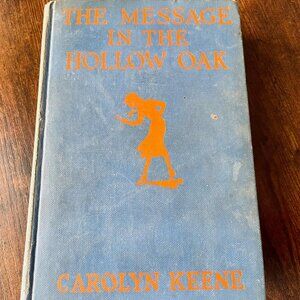 THE MESSAGE
IN THE
HOLLOW OAK
CAROLYN KEENE